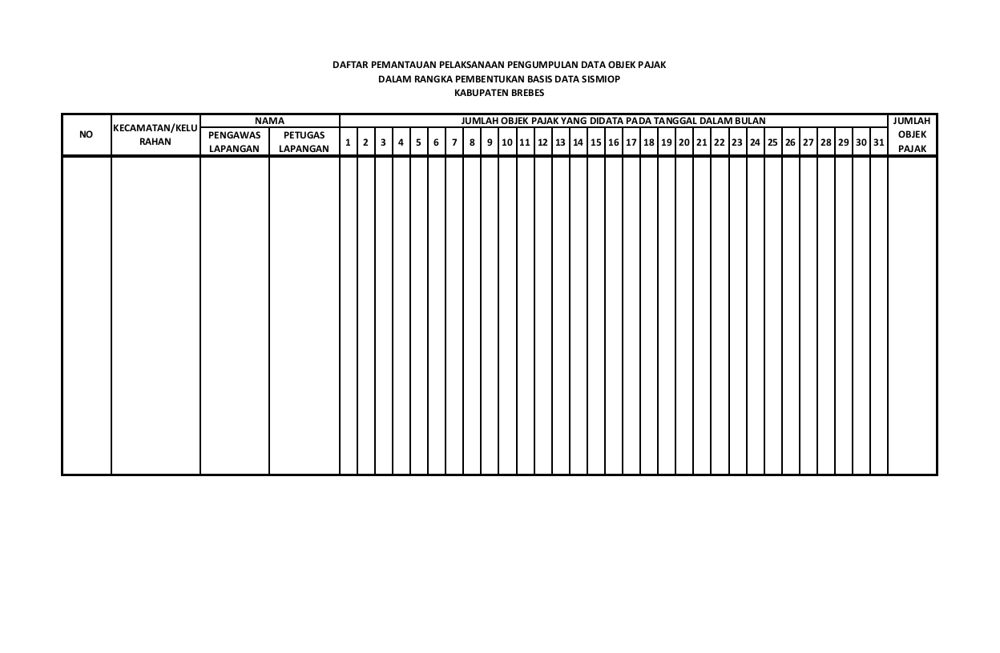 DAFTAR PEMANTAUAN PELAKSANAAN PENGUMPULAN DATA OBJEK PAJAK
DALAM RANGKA PEMBENTUKAN BASIS DATA SISMIOP
KABUPATEN BREBES
NO
KECAMATAN/KELU
RAHAN
NAMA
PENGAWAS
LAPANGAN
PETUGAS
LAPANGAN
JUMLAH OBJEK PAJAK YANG DIDATA PADA TANGGAL DALAM BULAN
1 2 3 4 5 6 7 8 9 10 11 12 13 14 15 16 17 18 19 20 21 22 23 24 25 26 27 28 29 30 31
JUMLAH
OBJEK
PAJAK